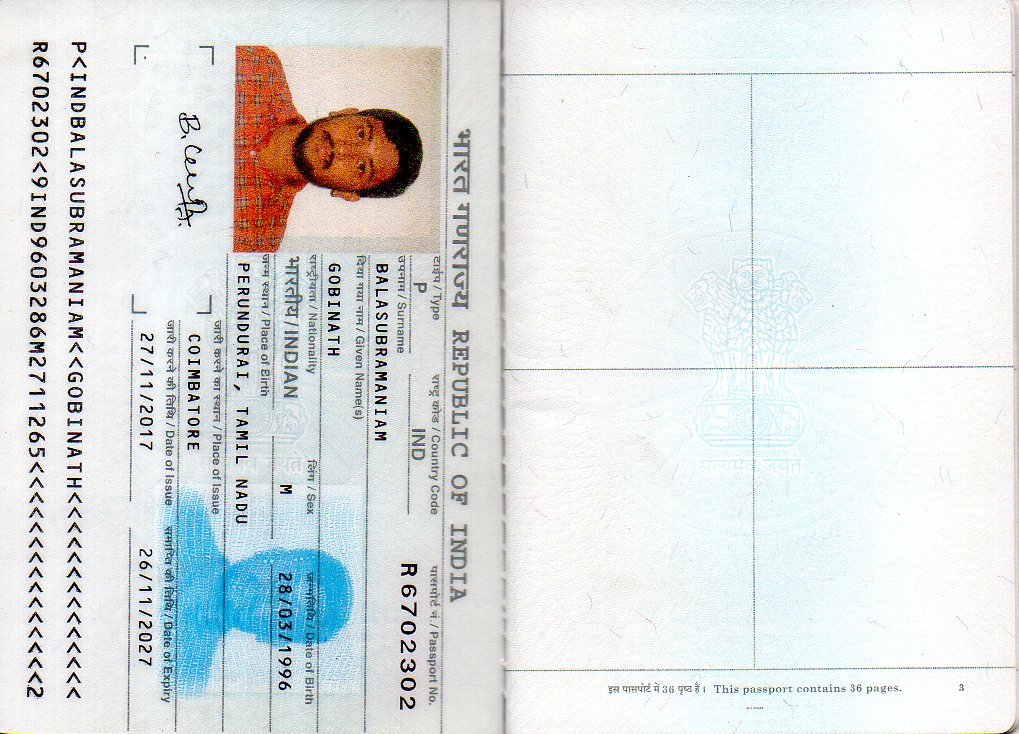 भारत गणराज्य REPUBLIC OF INDIA
टाईप / Type राष्ट्र कोड / Country Code पासपोर्ट नं. / Passport No.
P IND R6702302
उपनाम / Surname
BALASUBRAMANIAM
दिया गया नाम / Given Name(s)
GOBINATH
राष्ट्रीयता / Nationality लिंग / Sex जन्मतिथि / Date of Birth
भारतीय / INDIAN M 28/03/1996
जन्म स्थान / Place of Birth
PERUNDURAI, TAMIL NADU
जारी करने का स्थान / Place of Issue
COIMBATORE
जारी करने की तिथि / Date of Issue समाप्ति की तिथि / Date of Expiry
27/11/2017 26/11/2027
P<INDBALASUBRAMANIAM<<GOBINATH<<<<<<<<<<<<<<
R6702302<9IND9603286M2711265<<<<<<<<<<<<<<<2
सत्यमेव जयते
सत्यमेव जयते
इस पासपोर्ट में 36 पृष्ठ हैं। This passport contains 36 pages. 3